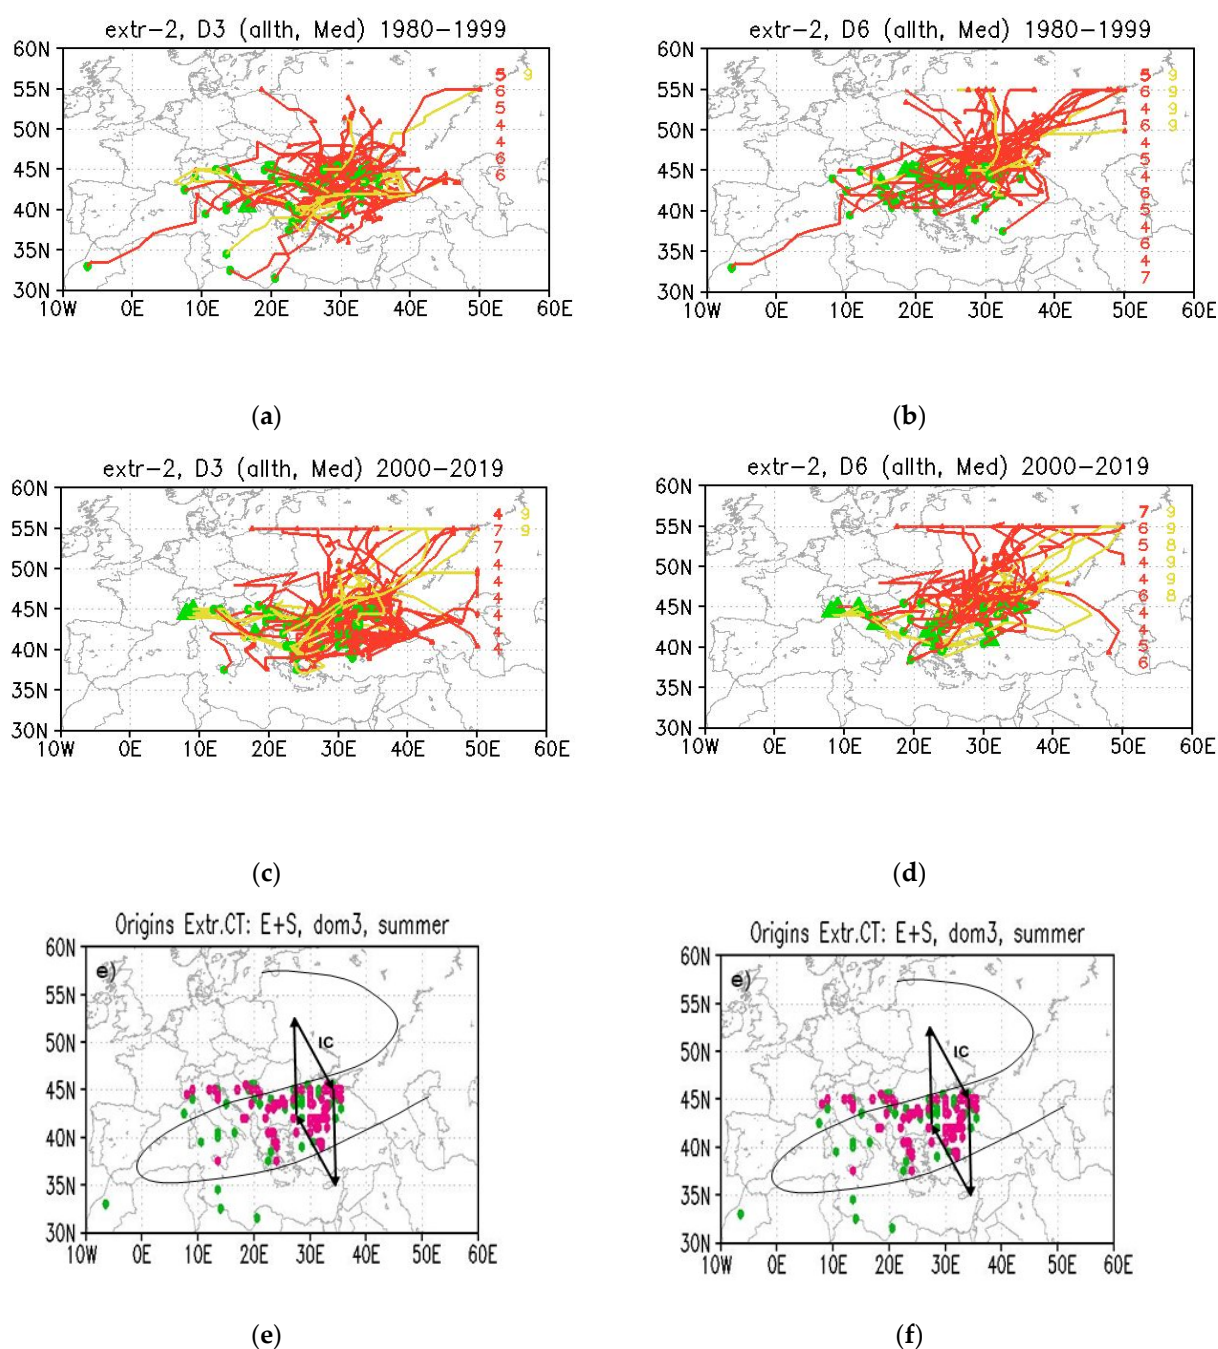 extr-2, D3 (allth, Med) 1980-1999
60N
55N
50N
45N
40N
35N
30N
10W 0E 10E 20E 30E 40E 50E 60E
5 9
6
5
4
4
6
6
(a)
extr-2, D6 (allth, Med) 1980-1999
60N
55N
50N
45N
40N
35N
30N
10W 0E 10E 20E 30E 40E 50E 60E
5 9
6 9
4 9
6 9
4
5
4
6
5
4
6
4
7
(b)
extr-2, D3 (allth, Med) 2000-2019
60N
55N
50N
45N
40N
35N
30N
10W 0E 10E 20E 30E 40E 50E 60E
4 9
7 9
7
4
4
4
4
4
4
(c)
extr-2, D6 (allth, Med) 2000-2019
60N
55N
50N
45N
40N
35N
30N
10W 0E 10E 20E 30E 40E 50E 60E
7 9
6 9
5 8
4 9
4 9
6 8
4
4
5
6
(d)
Origins Extr.CT: E+S, dom3, summer
e)
IC
60N
55N
50N
45N
40N
35N
30N
10W 0E 10E 20E 30E 40E 50E 60E
(e)
Origins Extr.CT: E+S, dom3, summer
e)
IC
60N
55N
50N
45N
40N
35N
30N
10W 0E 10E 20E 30E 40E 50E 60E
(f)